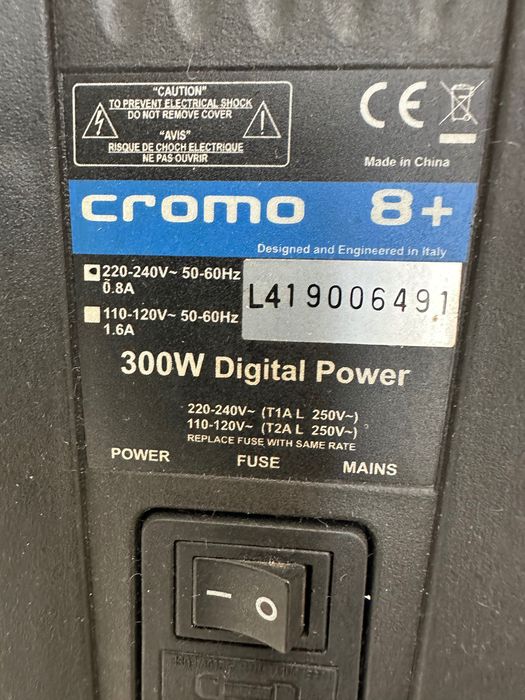 "CAUTION"
TO PREVENT ELECTRICAL SHOCK
DO NOT REMOVE COVER
"AVIS"
RISQUE DE CHOCH ELECTRIQUE
NE PAS OUVRIR
CE
Made in China
cromo 8+
Designed and Engineered in Italy
220-240V~ 50-60Hz
0.8A
110-120V~ 50-60Hz
1.6A
L419006491
300W Digital Power
220-240V~ (T1A L 250V~)
110-120V~ (T2A L 250V~)
REPLACE FUSE WITH SAME RATE
POWER FUSE MAINS
I O